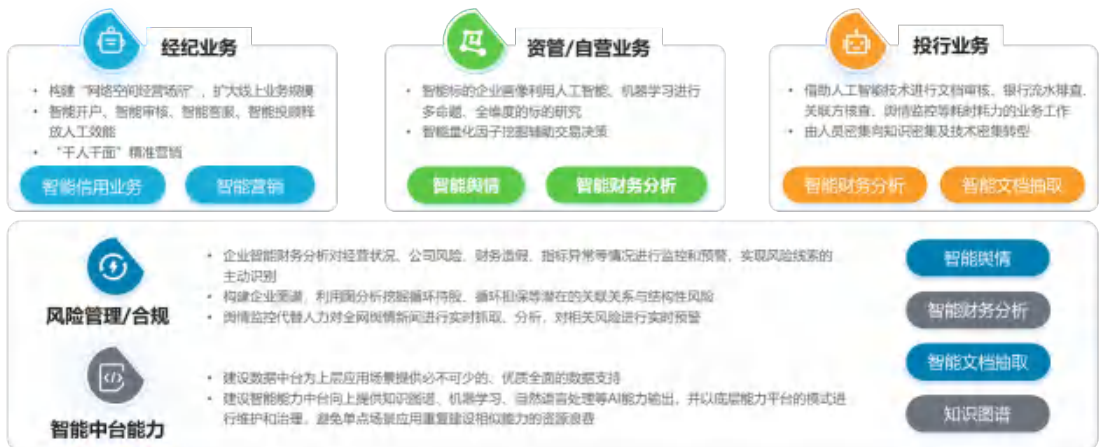 经纪业务
• 构建“网络空间经营场所”，扩大线上业务规模
• 智能开户、智能审核、智能客服、智能投顾释
放人工效能
• “千人千面”精准营销
智能信用业务
智能营销
资管/自营业务
• 智能标的企业画像利用人工智能、机器学习进行
多命题、全维度的标的研究
• 智能量化因子挖掘辅助交易决策
智能舆情
智能财务分析
投行业务
• 借助人工智能技术进行文档审核、银行流水排查、
关联方核查、舆情监控等耗时耗力的业务工作
• 由人员密集向知识密集及技术密集转型
智能财务分析
智能文档抽取
风险管理/合规
• 企业智能财务分析对经营状况、公司风险、财务造假、指标异常等情况进行监控和预警，实现风险线索的
主动识别
• 构建企业图谱，利用图分析挖掘循环持股、循环担保等潜在的关联关系与结构性风险
• 舆情监控代替人力对全网舆情新闻进行实时抓取、分析，对相关风险进行实时预警
智能中台能力
• 建设数据中台为上层应用场景提供必不可少的、优质全面的数据支持
• 建设智能能力中台向上提供知识图谱、机器学习、自然语言处理等AI能力输出，并以底层能力平台的模式进
行维护和治理，避免单点场景应用重复建设相似能力的资源浪费
智能舆情
智能财务分析
智能文档抽取
知识图谱